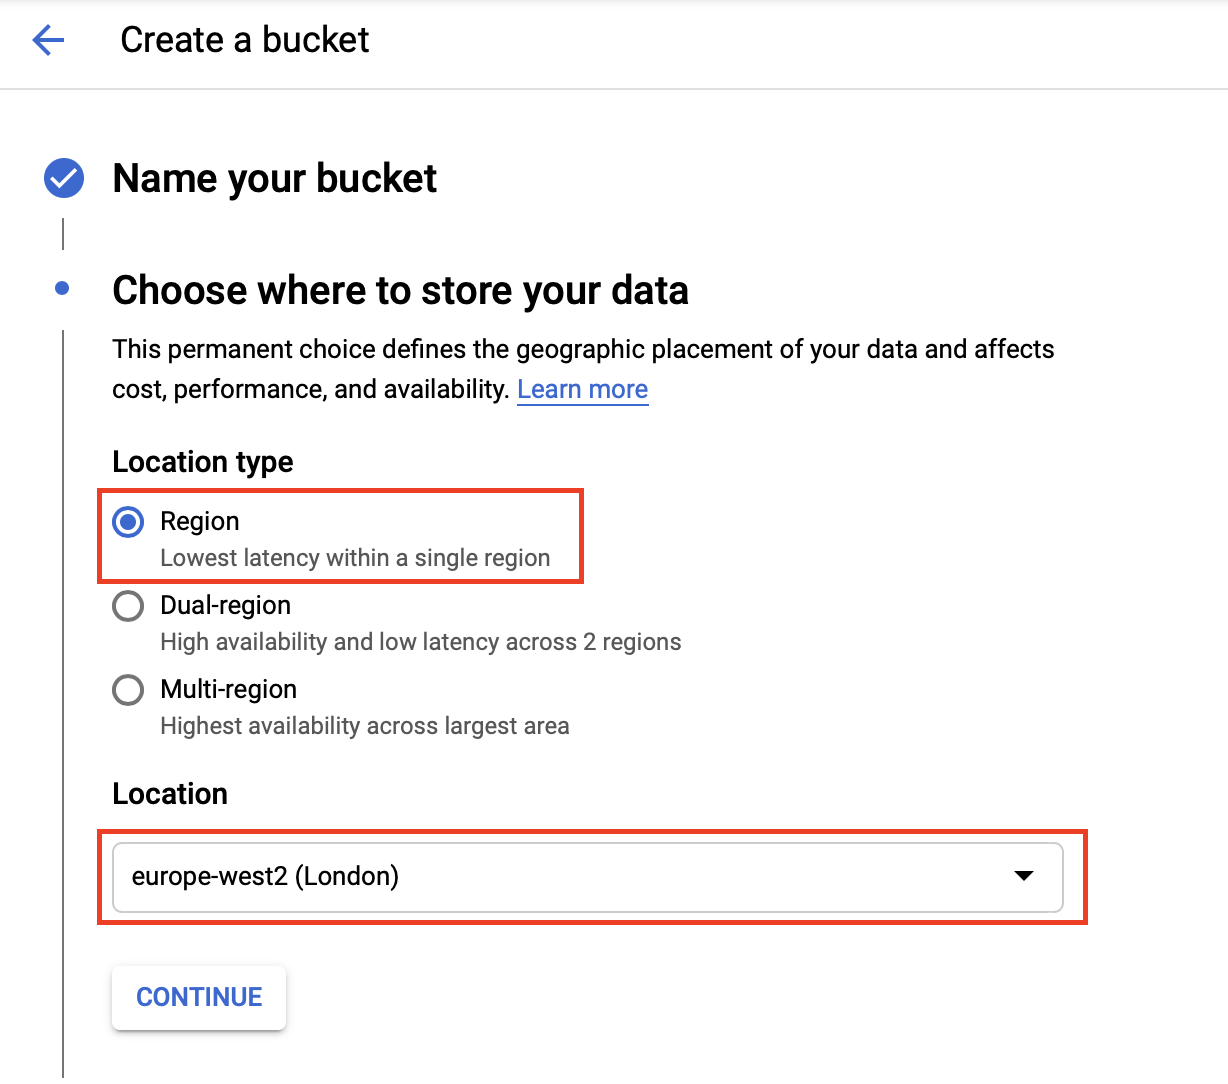 Create a bucket
Name your bucket
Choose where to store your data
This permanent choice defines the geographic placement of your data and affects
cost, performance, and availability. Learn more
Location type
Region
Lowest latency within a single region
Dual-region
High availability and low latency across 2 regions
Multi-region
Highest availability across largest area
Location
europe-west2 (London)
CONTINUE